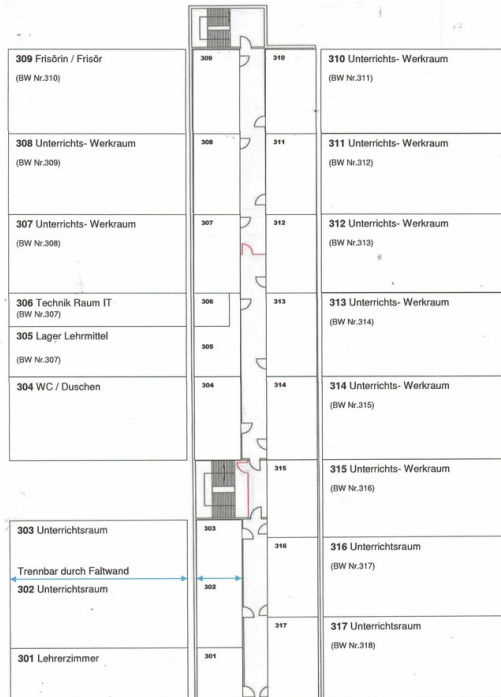 309 Frisörin / Frisör
(BW Nr.310)
308 Unterrichts- Werkraum
(BW Nr.309)
307 Unterrichts- Werkraum
(BW Nr.308)
306 Technik Raum IT
(BW Nr.307)
305 Lager Lehrmittel
(BW Nr.307)
304 WC / Duschen
303 Unterrichtsraum
Trennbar durch Faltwand
302 Unterrichtsraum
301 Lehrerzimmer
309
308
307
306
305
304
303
302
301
310
311
312
313
314
315
316
317
310 Unterrichts- Werkraum
(BW Nr.311)
311 Unterrichts- Werkraum
(BW Nr.312)
312 Unterrichts- Werkraum
(BW Nr.313)
313 Unterrichts- Werkraum
(BW Nr.314)
314 Unterrichts- Werkraum
(BW Nr.315)
315 Unterrichts- Werkraum
(BW Nr.316)
316 Unterrichtsraum
(BW Nr.317)
317 Unterrichtsraum
(BW Nr.318)